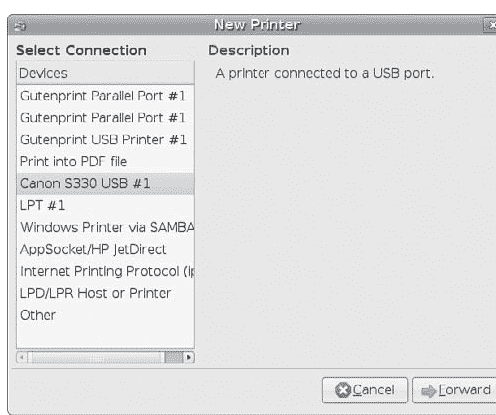 New Printer
Select Connection
Description
Devices
A printer connected to a USB port.
Gutenprint Parallel Port #1
Gutenprint Parallel Port #1
Gutenprint USB Printer #1
Print into PDF file
Canon S330 USB #1
LPT #1
Windows Printer via SAMBA
AppSocket/HP JetDirect
Internet Printing Protocol (ip
LPD/LPR Host or Printer
Other
Cancel
Forward